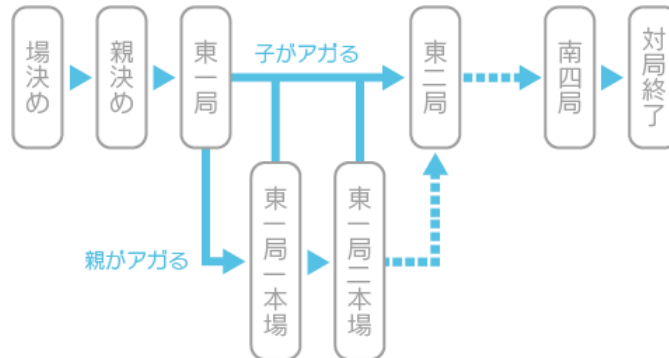 場決め
親決め
東一局
子がアガる
東二局
南四局
対局終了
親がアガる
東一局一本場
東一局二本場